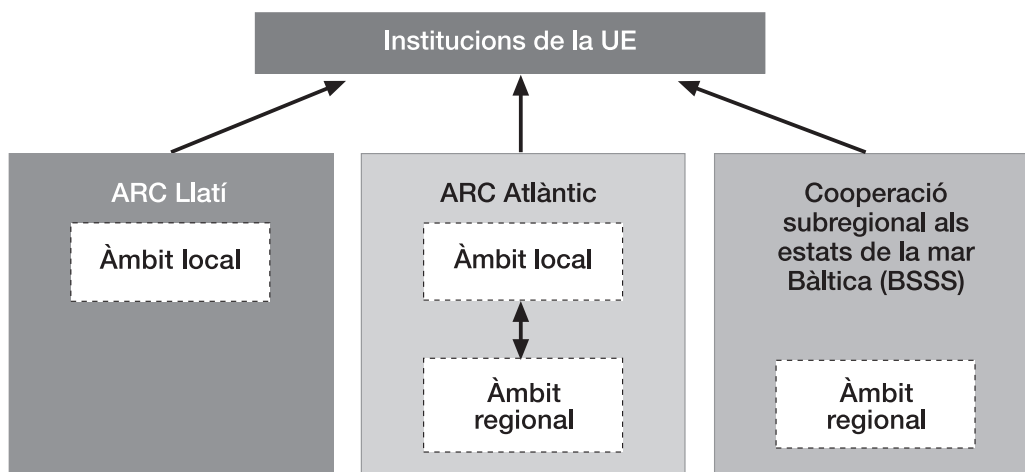 Institucions de la UE
ARC Llatí
Àmbit local
ARC Atlàntic
Àmbit local
Àmbit
regional
Cooperació
subregional als
estats de la mar
Bàltica (BSSS)
Àmbit
regional